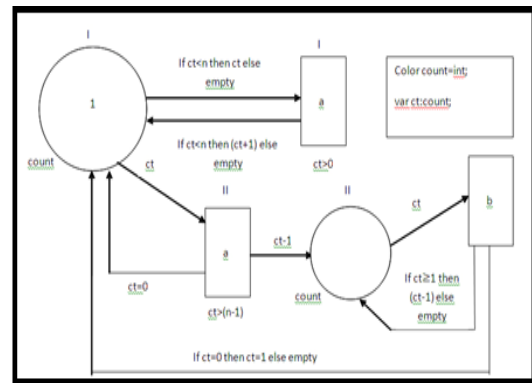 I
I
If ct<n then ct else
empty
Color count=int;
var ct:count;
1
a
If ct<n then (ct+1) else
empty
count
ct
ct>0
II
II
ct
b
a
ct-1
ct=0
count
If ct≥1 then
(ct-1) else
empty
ct>(n-1)
If ct=0 then ct=1 else empty